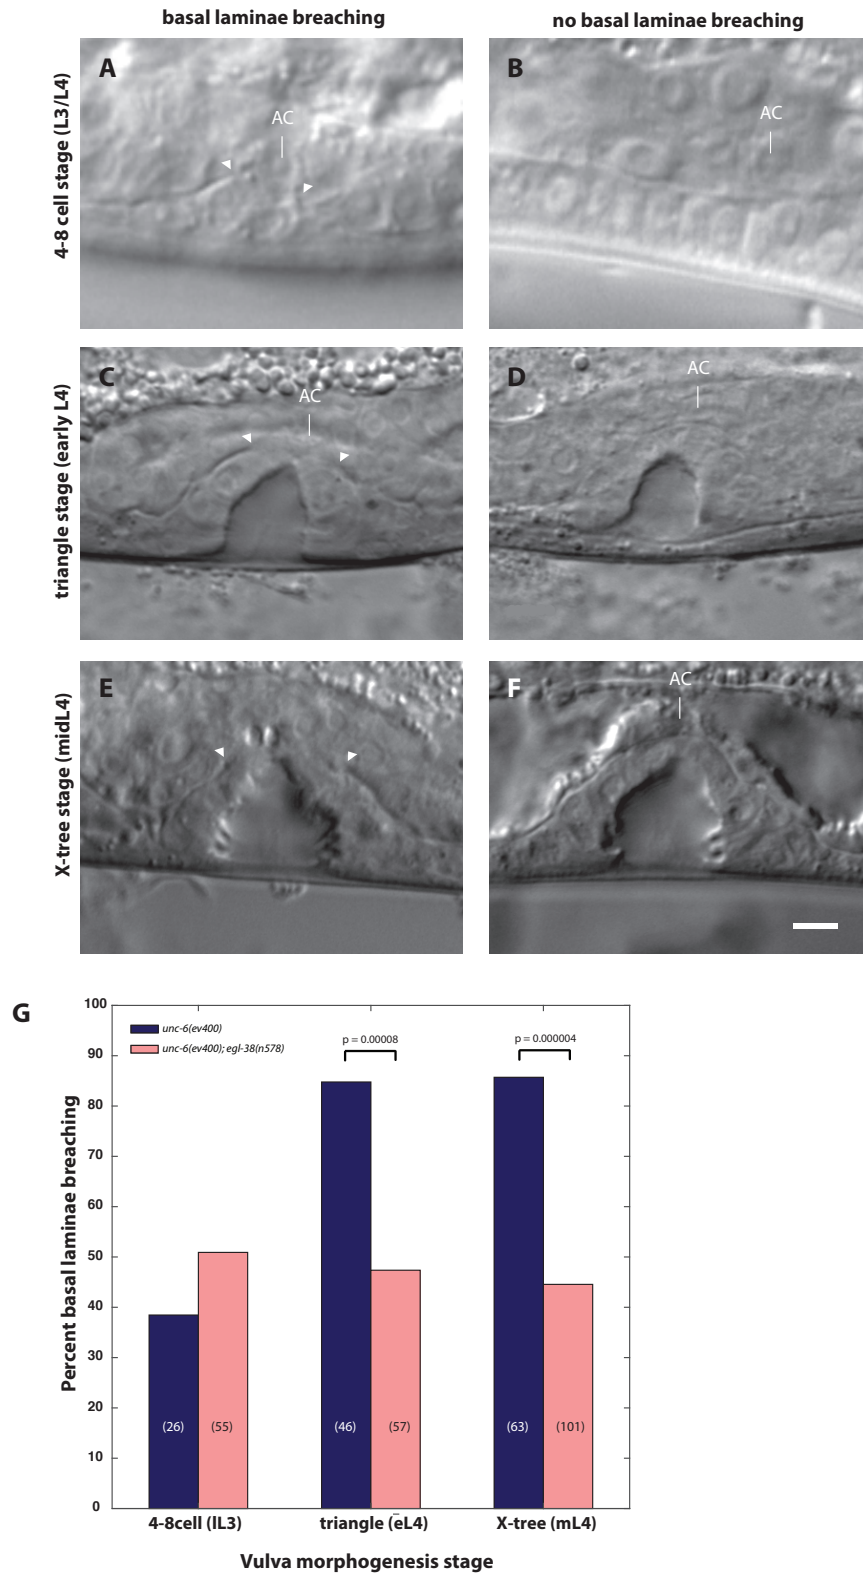 basal laminae breaching
no basal laminae breaching
4-8 cell stage (L3/L4)
A
AC
B
AC
triangle stage (early L4)
C
AC
D
AC
X-tree stage (midL4)
E
F
AC
G
Percent basal laminae breaching
100
90
80
70
60
50
40
30
20
10
0
unc-6(ev400)
unc-6(ev400); egl-38(n578)
p = 0.00008
p = 0.000004
(26)
(55)
(46)
(57)
(63)
(101)
4-8cell (lL3)
triangle (eL4)
X-tree (mL4)
Vulva morphogenesis stage